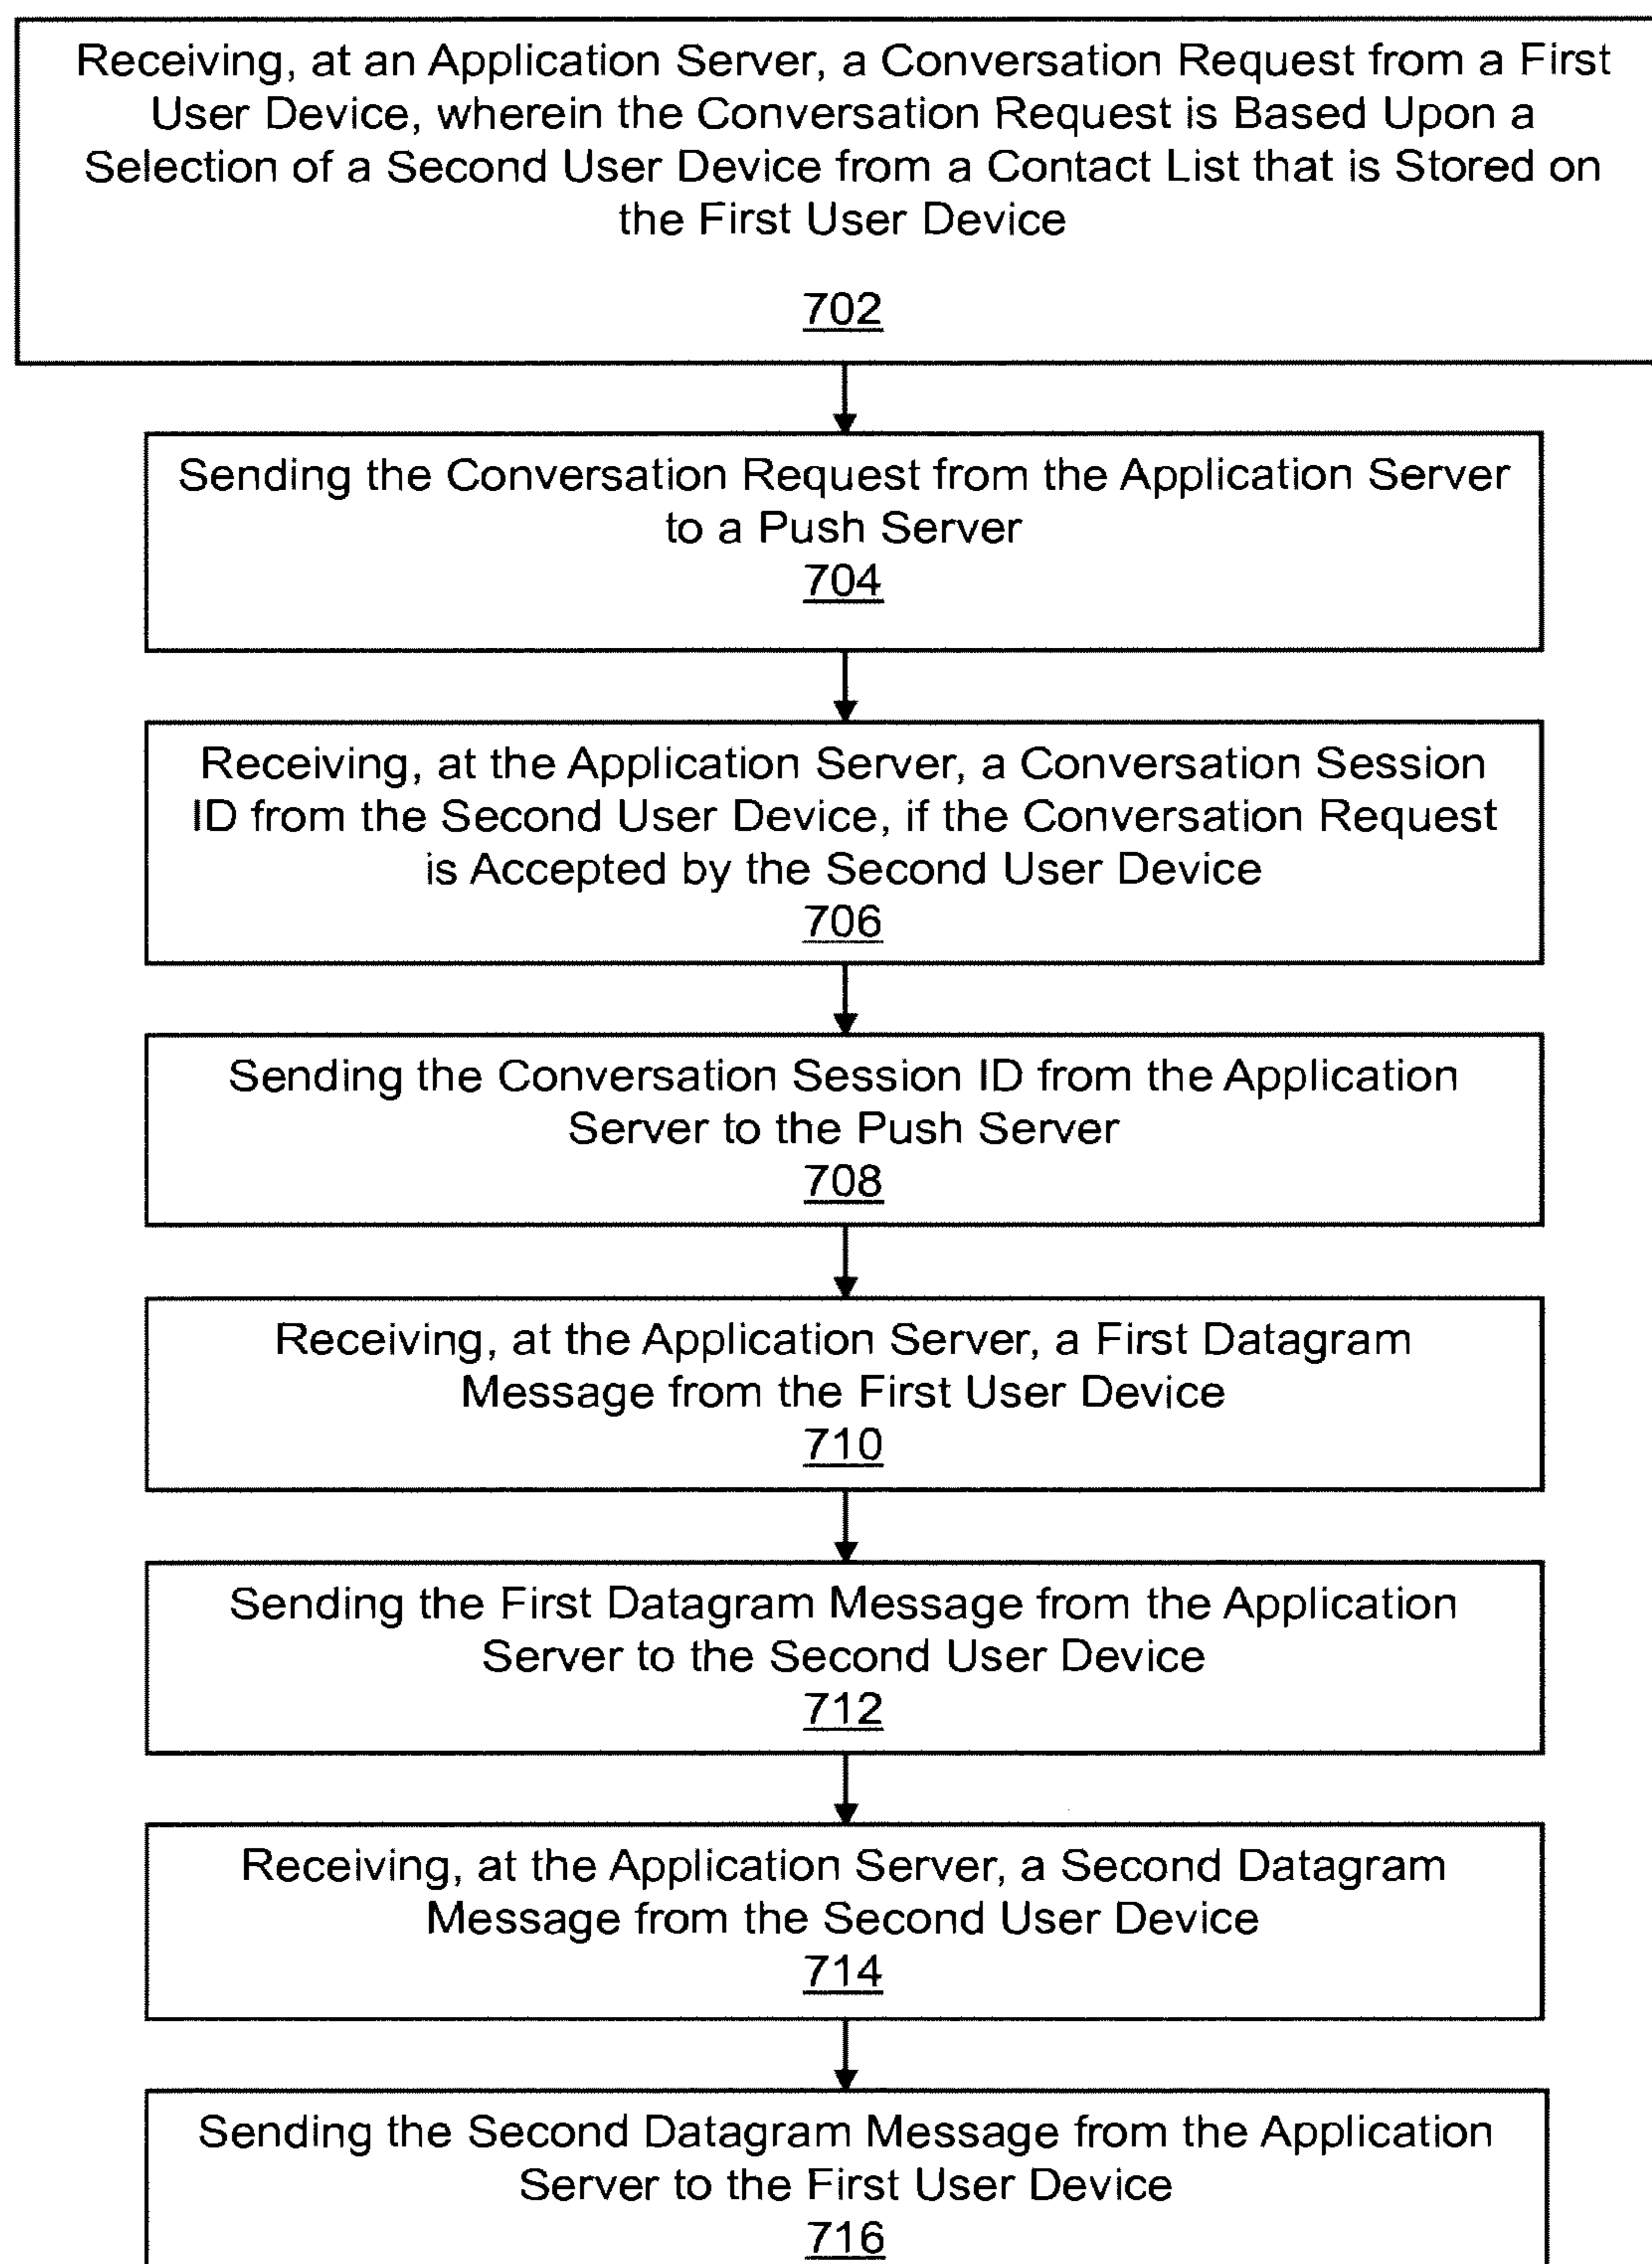 Receiving, at an Application Server, a Conversation Request from a First
User Device, wherein the Conversation Request is Based Upon a
Selection of a Second User Device from a Contact List that is Stored on
the First User Device
702
Sending the Conversation Request from the Application Server
to a Push Server
704
Receiving, at the Application Server, a Conversation Session
ID from the Second User Device, if the Conversation Request
is Accepted by the Second User Device
706
Sending the Conversation Session ID from the Application
Server to the Push Server
708
Receiving, at the Application Server, a First Datagram
Message from the First User Device
710
Sending the First Datagram Message from the Application
Server to the Second User Device
712
Receiving, at the Application Server, a Second Datagram
Message from the Second User Device
714
Sending the Second Datagram Message from the Application
Server to the First User Device
716